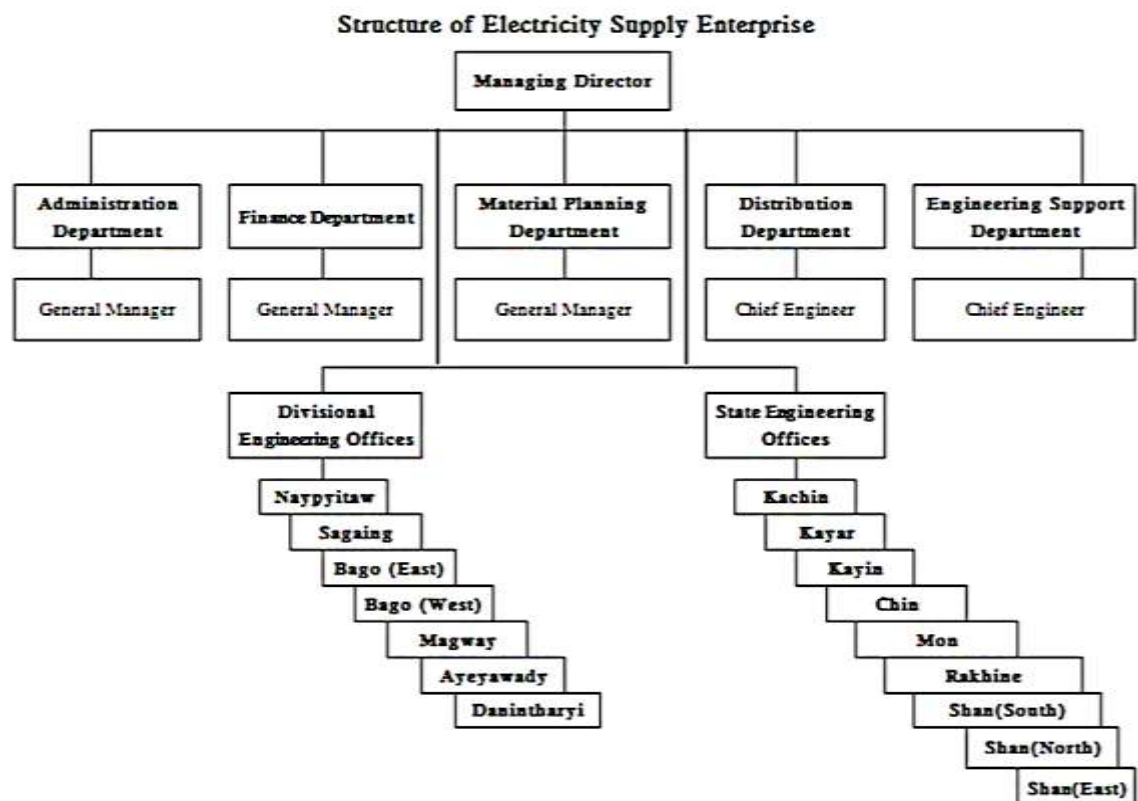 Structure of Electricity Supply Enterprise
Managing Director
Administration
Department
Finance Department
Material Planning
Department
Distribution
Department
Engineering Support
Department
General Manager
General Manager
General Manager
Chief Engineer
Chief Engineer
Divisional
Engineering Offices
State Engineering
Offices
Naypyitaw
Sagaing
Bago (East)
Bago (West)
Magway
Ayeyawady
Danintharyi
Kachin
Kayar
Kayin
Chin
Mon
Rakhine
Shan(South)
Shan(North)
Shan(East)